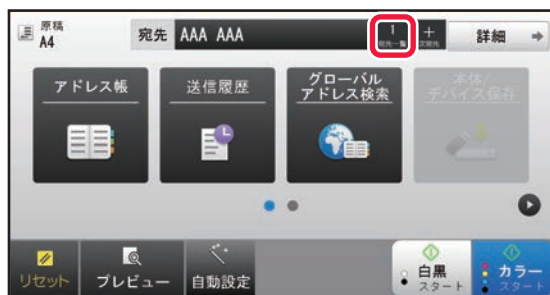 原稿
A4
宛先 AAA AAA
1
宛先一覧
+
次宛先
詳細
アドレス帳
送信履歴
グローバル
アドレス検索
本体/
デバイス保存
リセット
プレビュー
自動設定
白黒
スタート
カラー
スタート